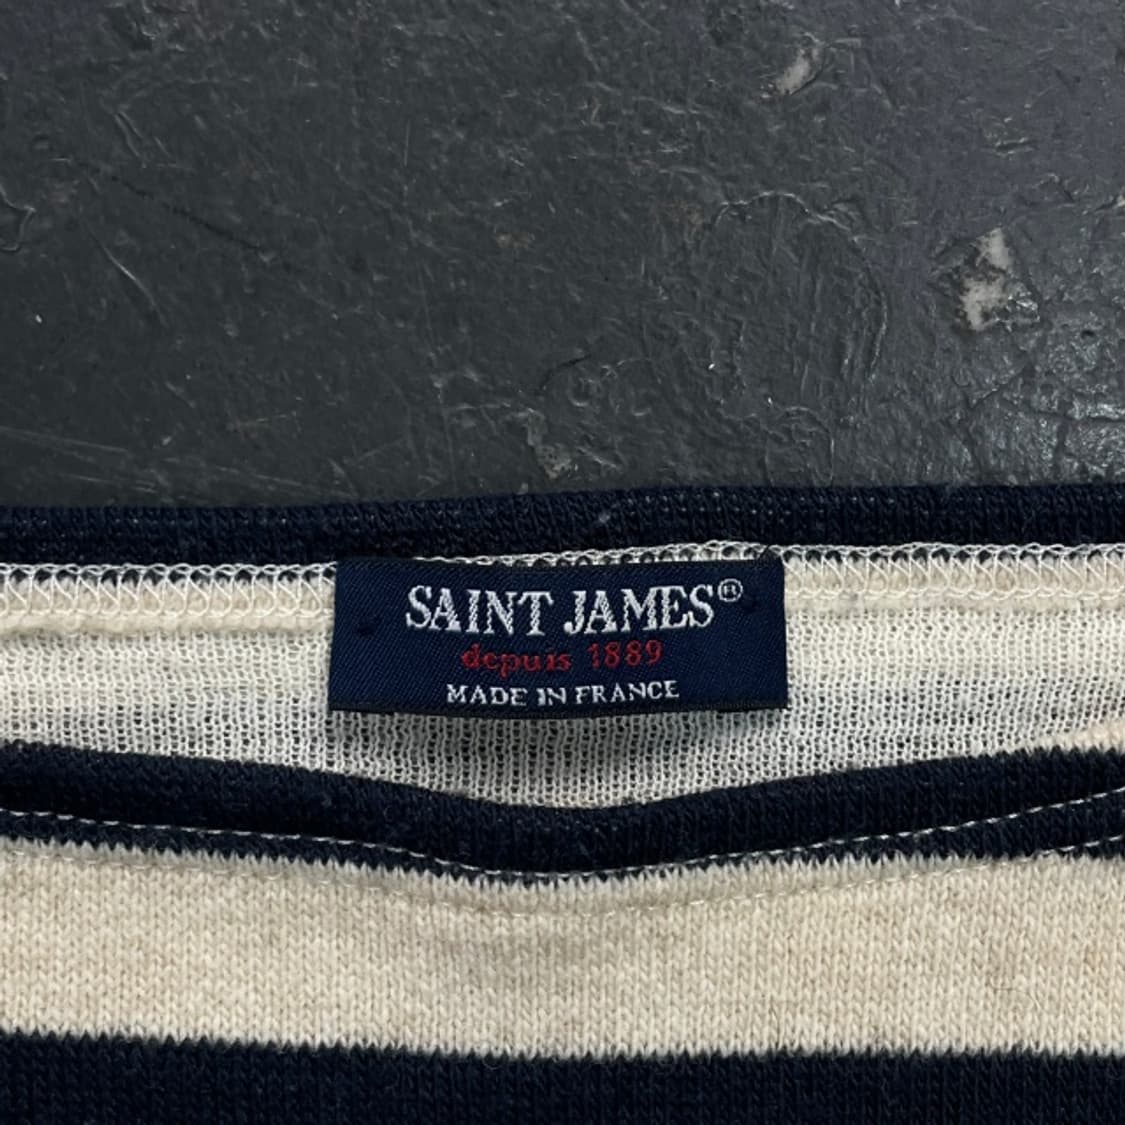 SAINT JAMES®
depuis 1889
MADE IN FRANCE